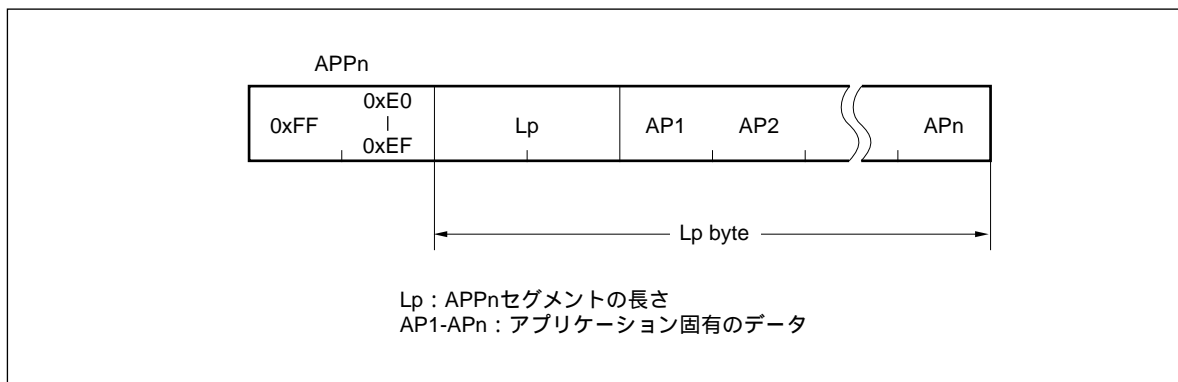 APPn
0xFF
0xE0
|
0xEF
Lp
AP1
AP2
APn
Lp byte
Lp：APPnセグメントの長さ
AP1-APn：アプリケーション固有のデータ